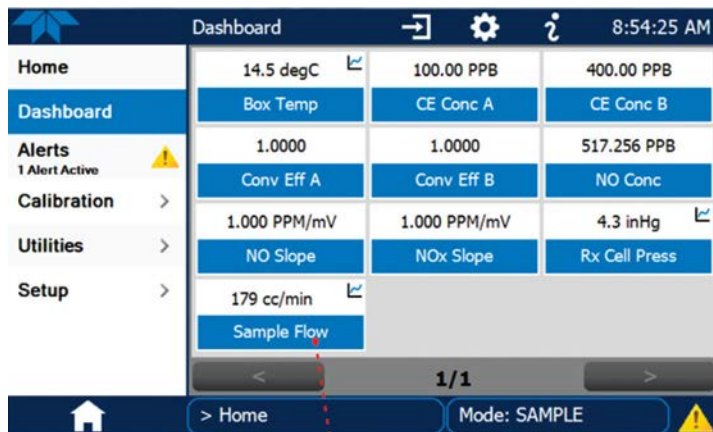 Dashboard
8:54:25 AM
Home
Dashboard
Alerts
1 Alert Active
Calibration >
Utilities >
Setup >
14.5 degC
Box Temp
100.00 PPB
CE Conc A
400.00 PPB
CE Conc B
1.0000
Conv Eff A
1.0000
Conv Eff B
517.256 PPB
NO Conc
1.000 PPM/mV
NO Slope
1.000 PPM/mV
NOx Slope
4.3 inHg
Rx Cell Press
179 cc/min
Sample Flow
< 1/1 >
> Home
Mode: SAMPLE